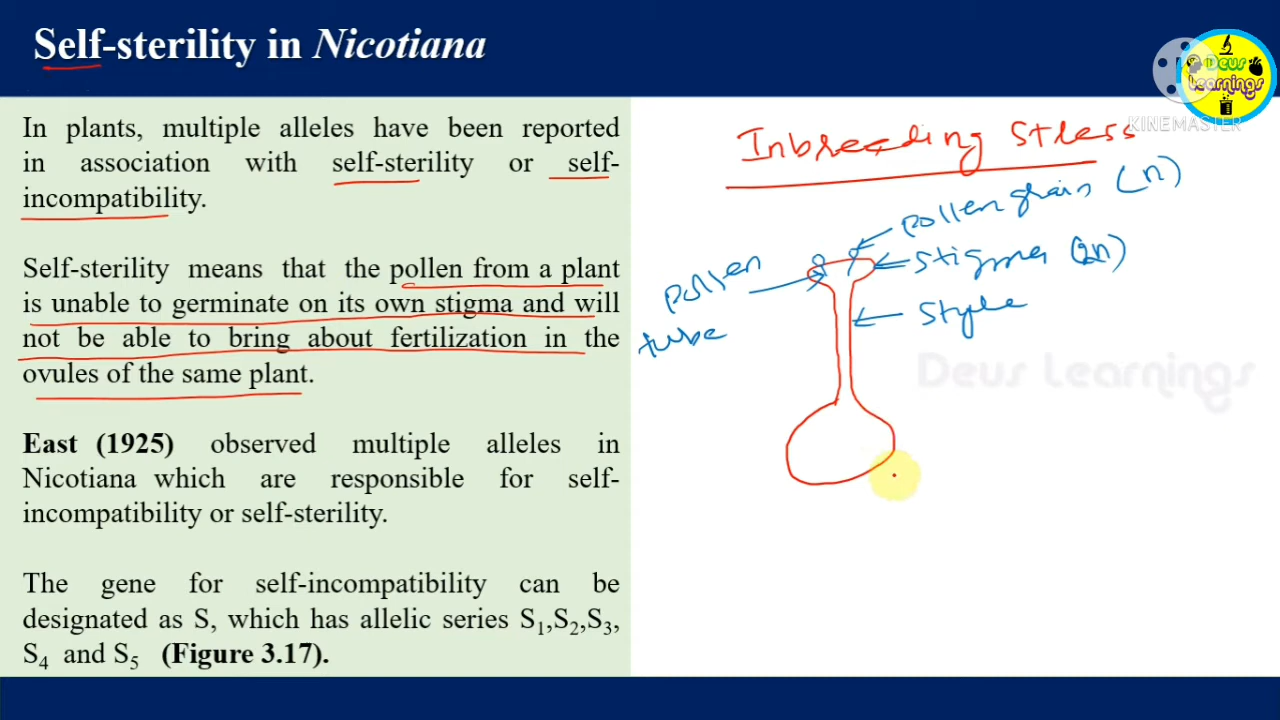 Self-sterility in Nicotiana
Deus
Learnings
KINEMASTER
In plants, multiple alleles have been reported
in association with self-sterility or self-
incompatibility.
Self-sterility means that the pollen from a plant
is unable to germinate on its own stigma and will
not be able to bring about fertilization in the
ovules of the same plant.
East (1925) observed multiple alleles in
Nicotiana which are responsible for self-
incompatibility or self-sterility.
The gene for self-incompatibility can be
designated as S, which has allelic series S1,S2,S3,
S4 and S5 (Figure 3.17).
Inbreeding Stress
pollen grain (n)
Stigma (2n)
Style
pollen
tube
Deus Learnings